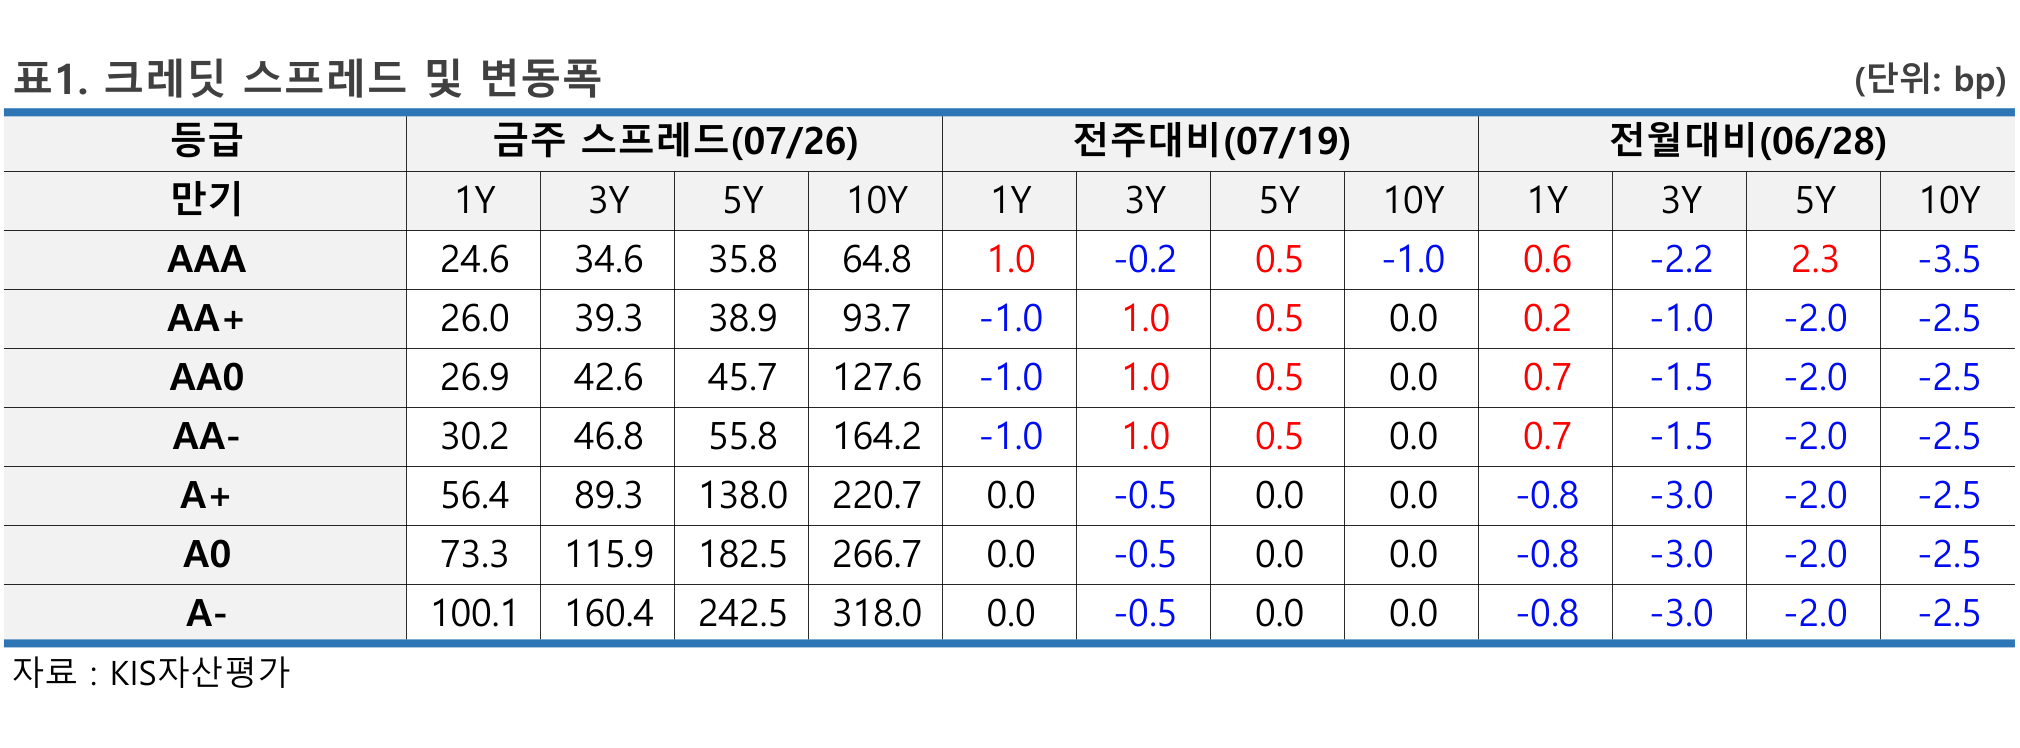 표1. 크레딧 스프레드 및 변동폭 (단위: bp)
등급 금주 스프레드(07/26) 전주대비(07/19) 전월대비(06/28)
만기 1Y 3Y 5Y 10Y 1Y 3Y 5Y 10Y 1Y 3Y 5Y 10Y
AAA 24.6 34.6 35.8 64.8 1.0 -0.2 0.5 -1.0 0.6 -2.2 2.3 -3.5
AA+ 26.0 39.3 38.9 93.7 -1.0 1.0 0.5 0.0 0.2 -1.0 -2.0 -2.5
AA0 26.9 42.6 45.7 127.6 -1.0 1.0 0.5 0.0 0.7 -1.5 -2.0 -2.5
AA- 30.2 46.8 55.8 164.2 -1.0 1.0 0.5 0.0 0.7 -1.5 -2.0 -2.5
A+ 56.4 89.3 138.0 220.7 0.0 -0.5 0.0 0.0 -0.8 -3.0 -2.0 -2.5
A0 73.3 115.9 182.5 266.7 0.0 -0.5 0.0 0.0 -0.8 -3.0 -2.0 -2.5
A- 100.1 160.4 242.5 318.0 0.0 -0.5 0.0 0.0 -0.8 -3.0 -2.0 -2.5
자료 : KIS자산평가